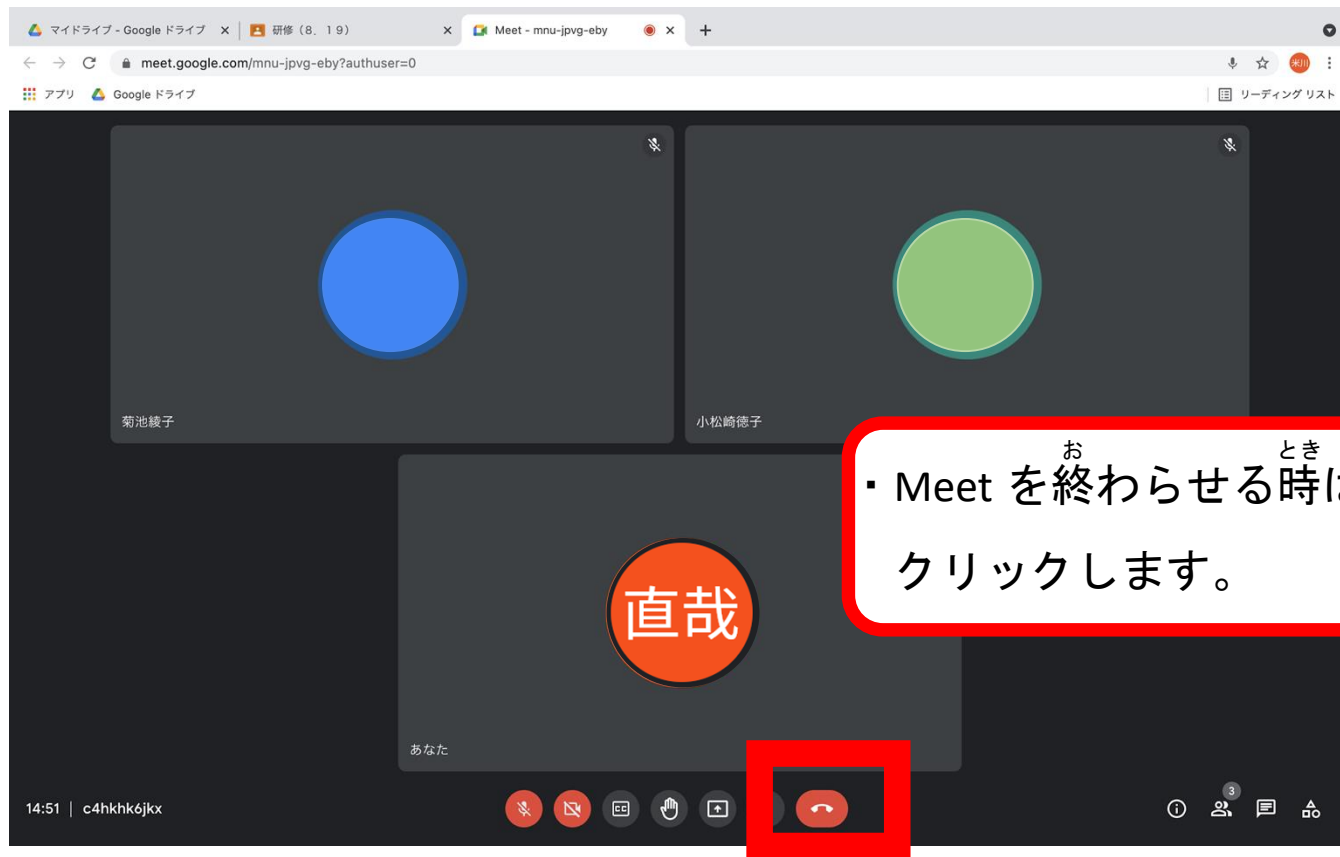 マイドライブ - Google ドライブ
研修（8．19）
Meet - mnu-jpvg-eby
meet.google.com/mnu-jpvg-eby?authuser=0
米川
アプリ
Google ドライブ
リーディング リスト
菊池綾子
小松崎徳子
お とき
・Meet を終わらせる時は
クリックします。
直哉
あなた
14:51 | c4hkhk6jkx
CC
3